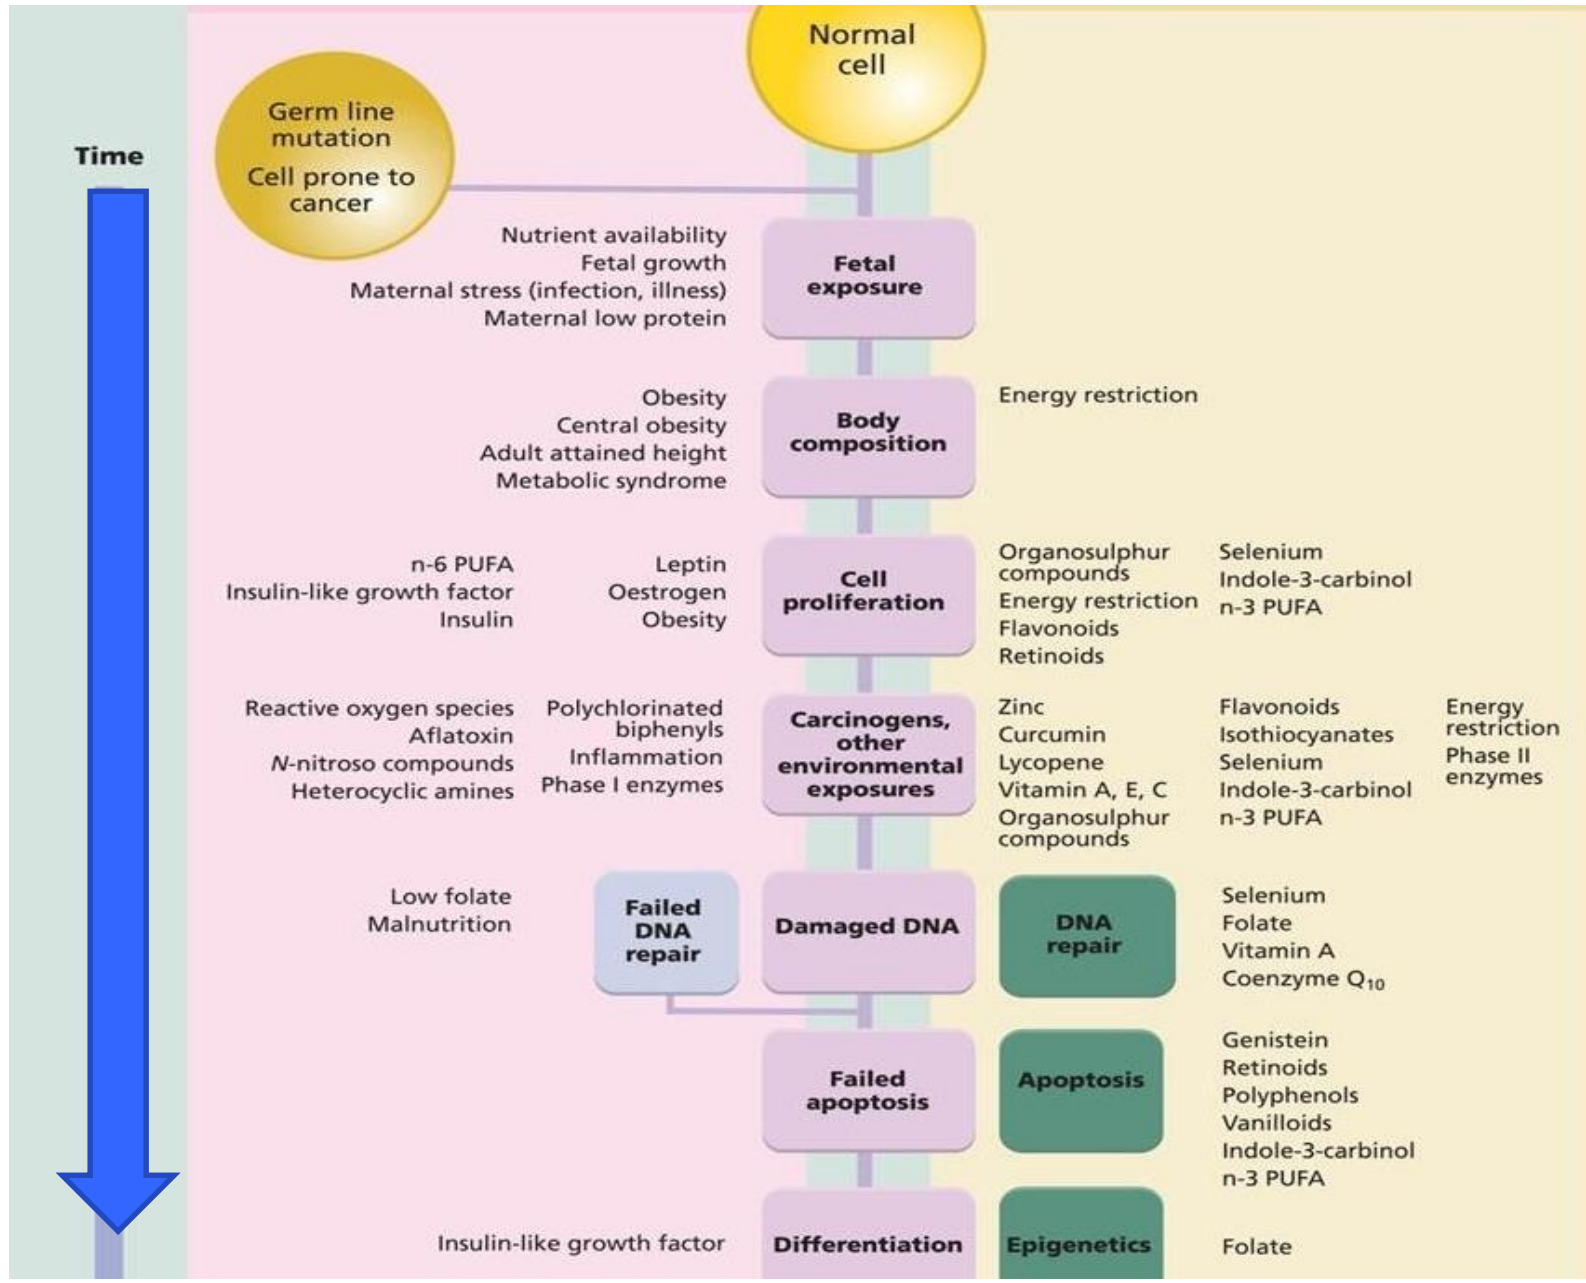 Normal
cell
Germ line
mutation
Cell prone to
cancer
Time
Nutrient availability
Fetal growth
Maternal stress (infection, illness)
Maternal low protein
Fetal
exposure
Obesity
Central obesity
Adult attained height
Metabolic syndrome
Body
composition
Energy restriction
n-6 PUFA
Insulin-like growth factor
Insulin
Leptin
Oestrogen
Obesity
Cell
proliferation
Organosulphur
compounds
Energy restriction
Flavonoids
Retinoids
Selenium
Indole-3-carbinol
n-3 PUFA
Reactive oxygen species
Aflatoxin
N-nitroso compounds
Heterocyclic amines
Polychlorinated
biphenyls
Inflammation
Phase I enzymes
Carcinogens,
other
environmental
exposures
Zinc
Curcumin
Lycopene
Vitamin A, E, C
Organosulphur
compounds
Flavonoids
Isothiocyanates
Selenium
Indole-3-carbinol
n-3 PUFA
Energy
restriction
Phase II
enzymes
Low folate
Malnutrition
Failed
DNA
repair
Damaged DNA
DNA
repair
Selenium
Folate
Vitamin A
Coenzyme Q₁₀
Failed
apoptosis
Apoptosis
Genistein
Retinoids
Polyphenols
Vanilloids
Indole-3-carbinol
n-3 PUFA
Insulin-like growth factor
Differentiation
Epigenetics
Folate